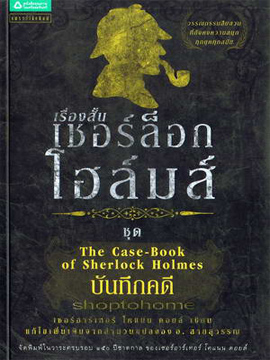 วรรณกรรมสืบสวน
ที่ยังคงความสนุก
ทุกยุคทุกสมัย
เรื่องสั้น
เชอร์ล็อก
โฮล์มส์
ชุด
The Case-Book
of Sherlock Holmes
บันทึกคดี
shoptohome
เซอร์อาร์เธอร์ โคแนน ดอยล์ เขียน
จัดพิมพ์ในวาระครบรอบ ๑๕๐ ปีชาตกาล ของเซอร์อาร์เทอร์ โคแนน ดอยล์